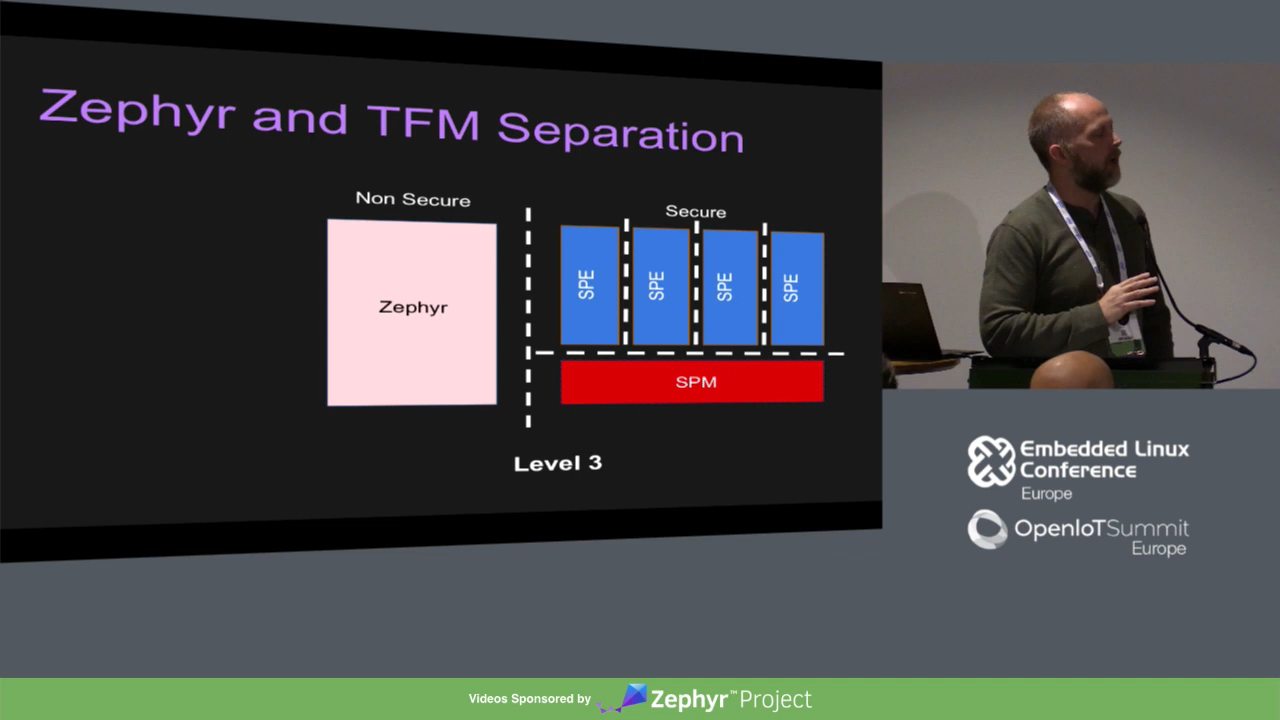 Zephyr and TFM Separation
Non Secure
Secure
Zephyr
SPE
SPE
SPE
SPE
SPM
Level 3
Embedded Linux
Conference
Europe
OpenIoTSummit
Europe
Videos Sponsored by Zephyr™Project